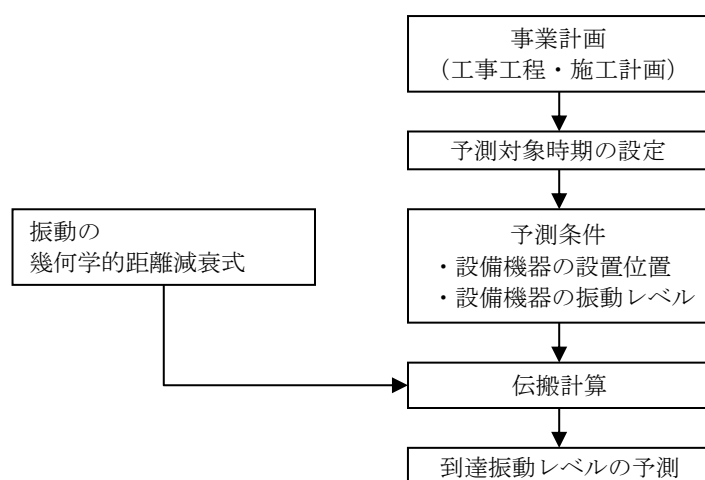 事業計画
（工事工程・施工計画）
予測対象時期の設定
振動の
幾何学的距離減衰式
予測条件
・設備機器の設置位置
・設備機器の振動レベル
伝搬計算
到達振動レベルの予測